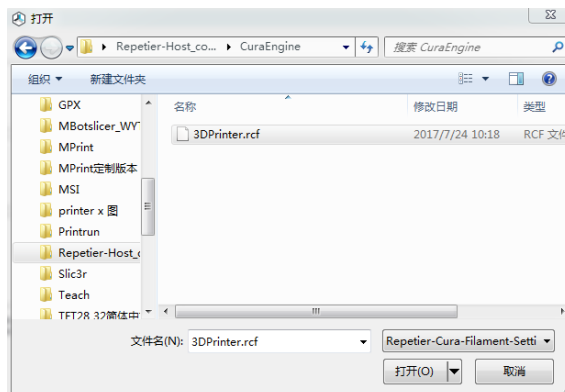 打开
Repetier-Host_co... CuraEngine
搜索 CuraEngine
组织 新建文件夹
名称 修改日期 类型
3DPrinter.rcf 2017/7/24 10:18 RCF 文件
GPX
MBotslicer_WY
MPrint
MPrint定制版本
MSI
printer x 图
Printrun
Repetier-Host_c
Slic3r
Teach
TFT28 32简体中
文件名(N): 3DPrinter.rcf
Repetier-Cura-Filament-Setti
打开(O) 取消